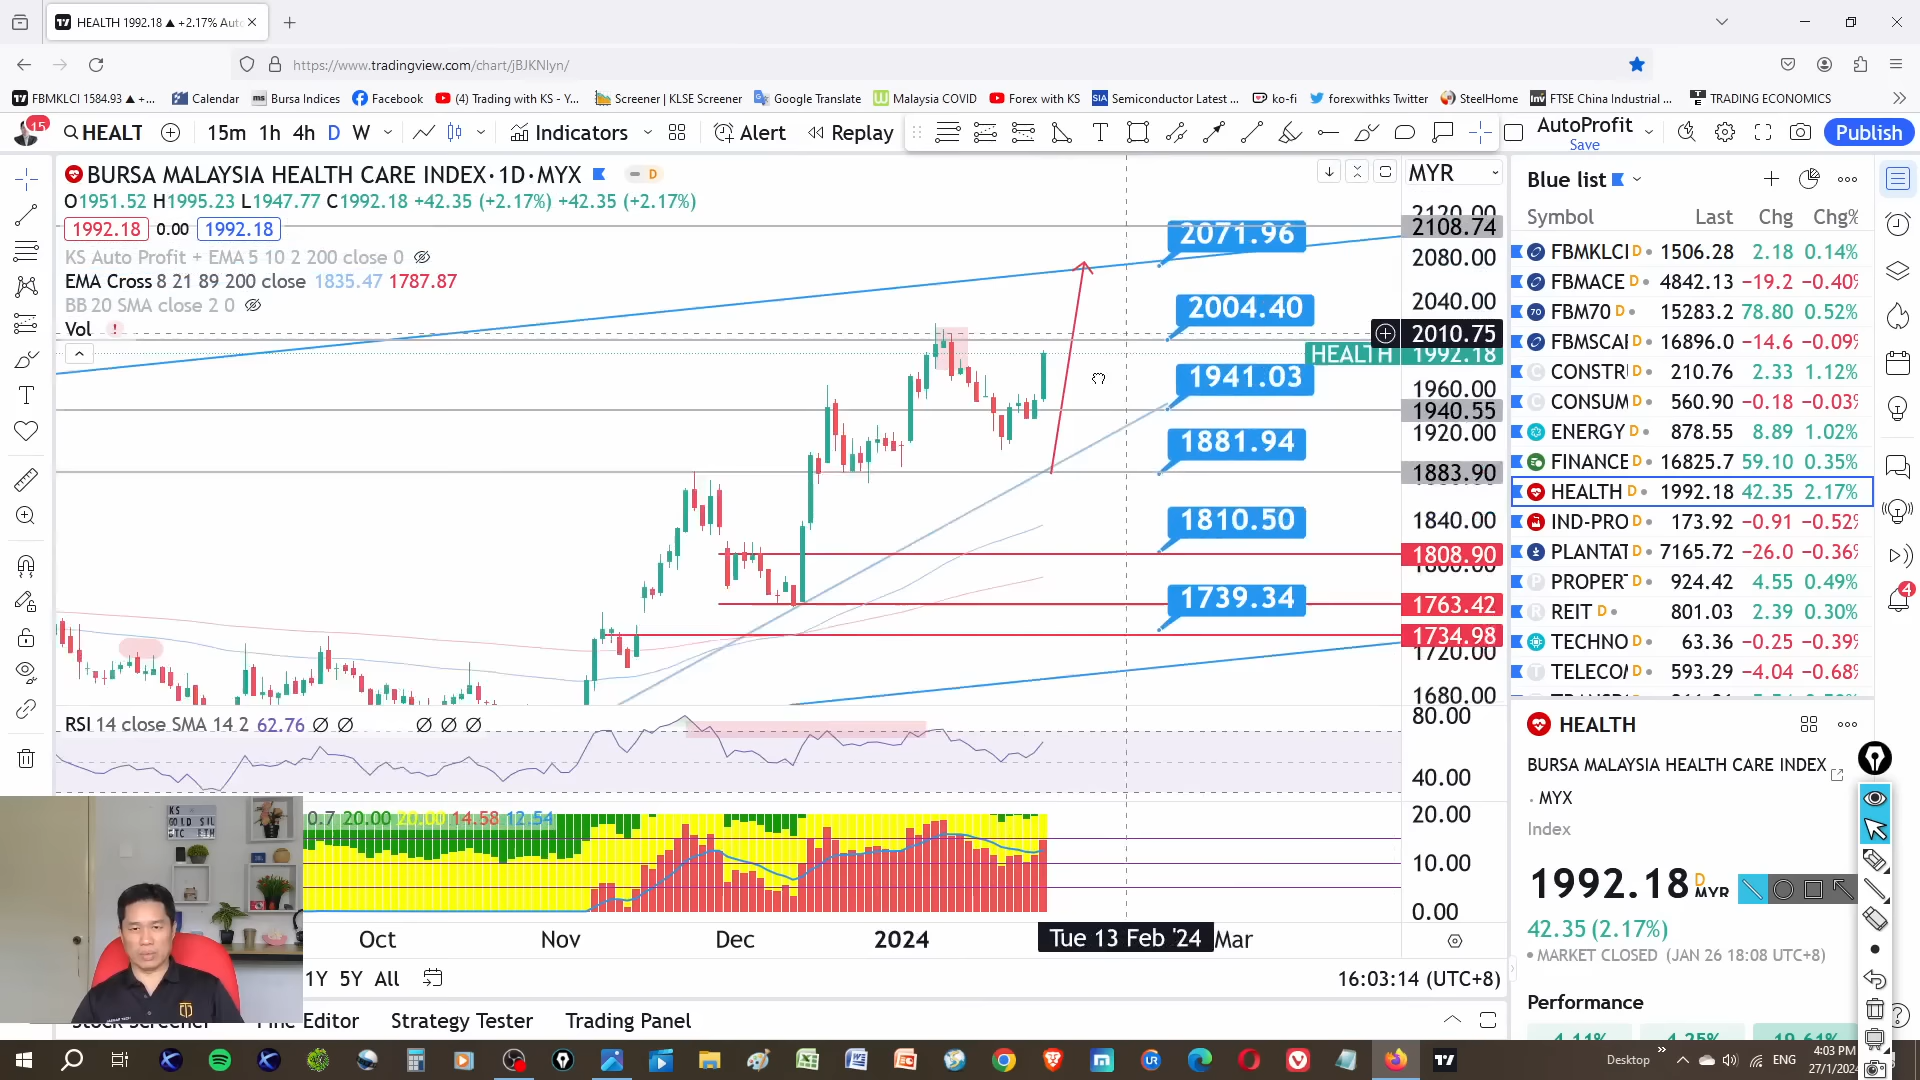 HEALTH 1992.18 ▲ +2.17% Aut
https://www.tradingview.com/chart/jBJKNlyn/
FBMKLCI 1584.93 ▲ +...
Calendar
Bursa Indices
Facebook
(4) Trading with KS - Y...
Screener | KLSE Screener
Google Translate
Malaysia COVID
Forex with KS
Semiconductor Latest ...
ko-fi
forexwithks Twitter
SteelHome
FTSE China Industrial ...
TRADING ECONOMICS
15
HEALT
15m 1h 4h D W
Indicators
Alert
Replay
AutoProfit
Save
Publish
BURSA MALAYSIA HEALTH CARE INDEX · 1D · MYX
D
O1951.52 H1995.23 L1947.77 C1992.18 +42.35 (+2.17%) +42.35 (+2.17%)
1992.18 0.00 1992.18
KS Auto Profit + EMA 5 10 2 200 close 0
EMA Cross 8 21 89 200 close 1835.47 1787.87
BB 20 SMA close 2 0
Vol
2071.96
2004.40
1941.03
1881.94
1810.50
1739.34
MYR
2120.00
2108.74
2080.00
2040.00
2010.75
HEALTH 1992.18
1960.00
1940.55
1920.00
1883.90
1840.00
1808.90
1763.42
1734.98
1720.00
1680.00
RSI 14 close SMA 14 2 62.76 ∅ ∅ ∅ ∅ ∅
80.00
40.00
0.7 20.00 20.00 14.58 12.54
20.00
10.00
0.00
Oct Nov Dec 2024 Tue 13 Feb '24 Mar
1Y 5Y All
16:03:14 (UTC+8)
Editor
Strategy Tester
Trading Panel
Blue list
Symbol Last Chg Chg%
FBMKLCI D 1506.28 2.18 0.14%
FBMACE D 4842.13 −19.2 −0.40%
FBM70 D 15283.2 78.80 0.52%
FBMSCA D 16896.0 −14.6 −0.09%
CONSTR D 210.76 2.33 1.12%
CONSUM D 560.90 −0.18 −0.03%
ENERGY D 878.55 8.89 1.02%
FINANCE D 16825.7 59.10 0.35%
HEALTH D 1992.18 42.35 2.17%
IND-PRO D 173.92 −0.91 −0.52%
PLANTAT D 7165.72 −26.0 −0.36%
PROPER D 924.42 4.55 0.49%
REIT D 801.03 2.39 0.30%
TECHNO D 63.36 −0.25 −0.39%
TELECO D 593.29 −4.04 −0.68%
HEALTH
BURSA MALAYSIA HEALTH CARE INDEX
MYX
Index
1992.18 D MYR
42.35 (2.17%)
MARKET CLOSED (JAN 26 18:08 UTC+8)
Performance
4
KS
GOLD SIL
BTC ETH
Desktop
ENG
4:03 PM
27/1/2024